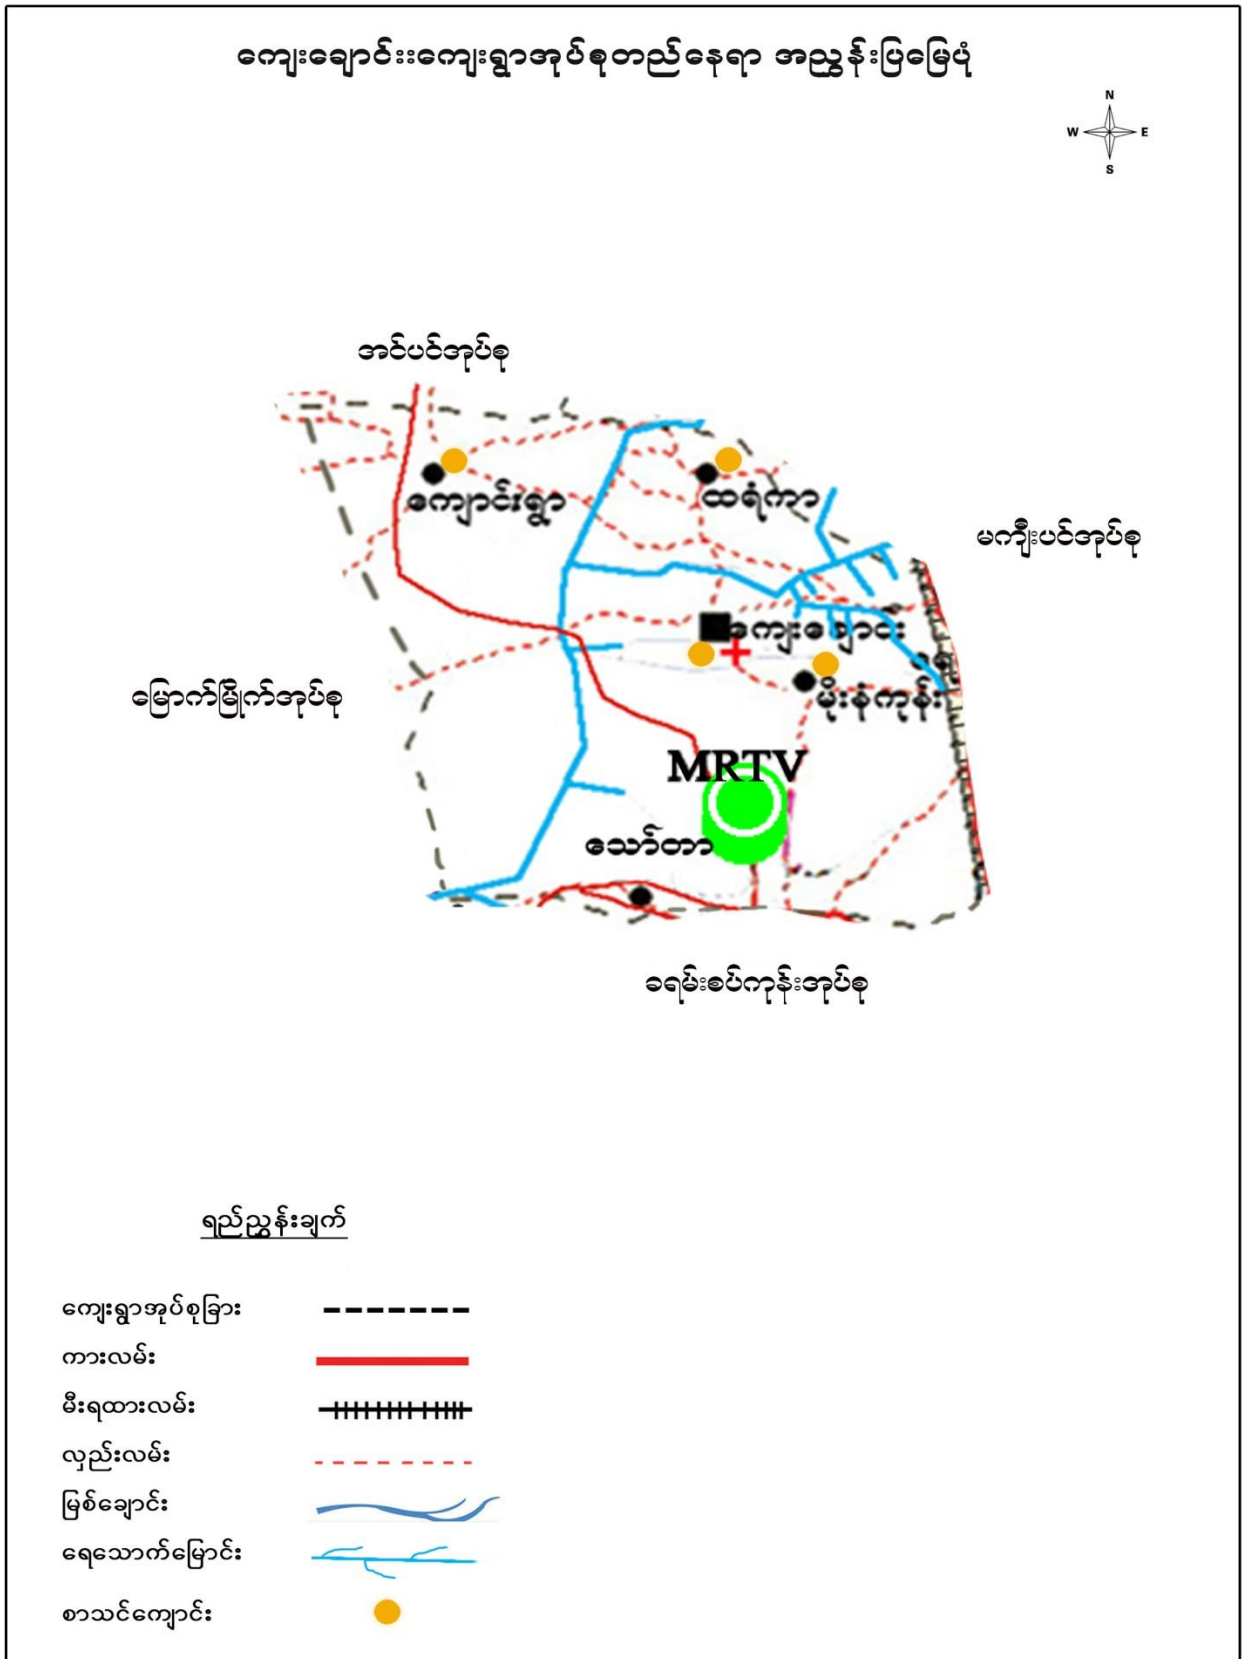 ကျေးချောင်းးကျေးရွာအုပ်စုတည်နေရာ အညွှန်းပြမြေပုံ
N
W E
S
အင်ပင်အုပ်စု
ကျောင်းရွာ
ထရံကာ
မကျီးပင်အုပ်စု
ကျေးချောင်း
မြောက်မြိုက်အုပ်စု
မုံးနံကုန်း
MRTV
သော်တာ
ခရမ်းစပ်ကုန်းအုပ်စု
ရည်ညွှန်းချက်
ကျေးရွာအုပ်စုခြား
ကားလမ်း
မီးရထားလမ်း
လှည်းလမ်း
မြစ်ချောင်း
ရေသောက်မြောင်း
စာသင်ကျောင်း